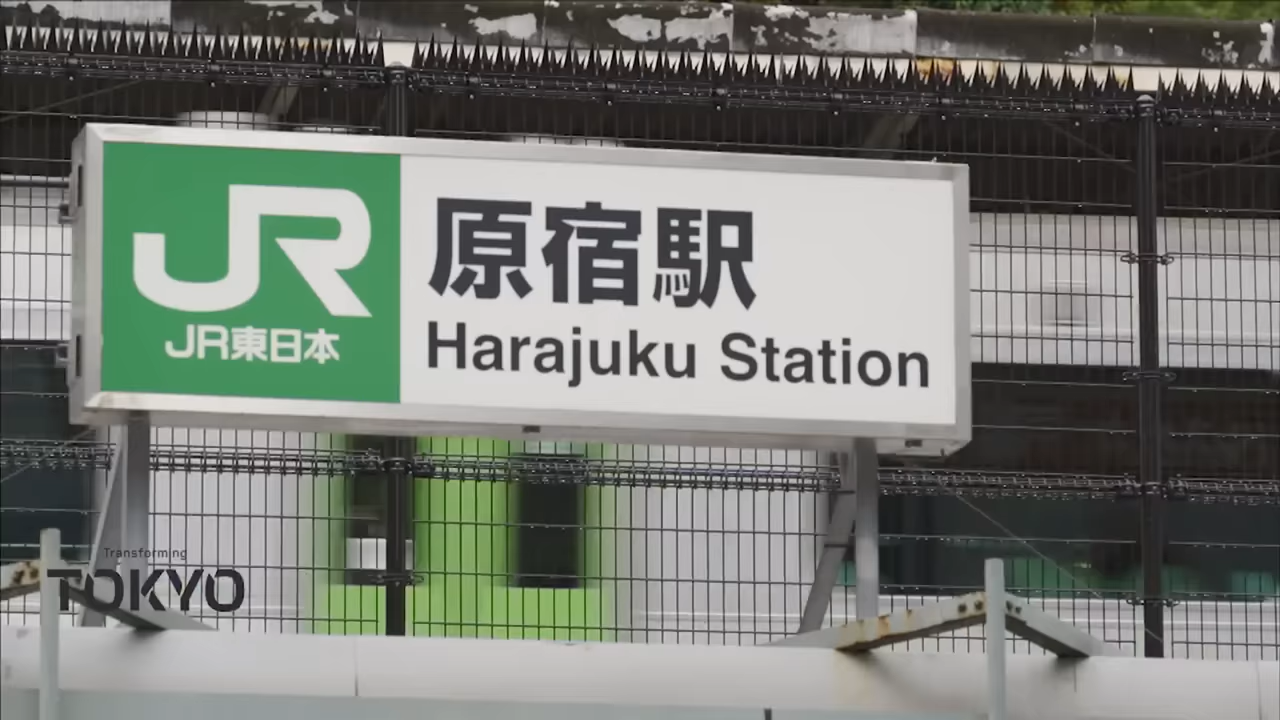 JR
JR東日本
原宿駅
Harajuku Station
Transforming
TOKYO